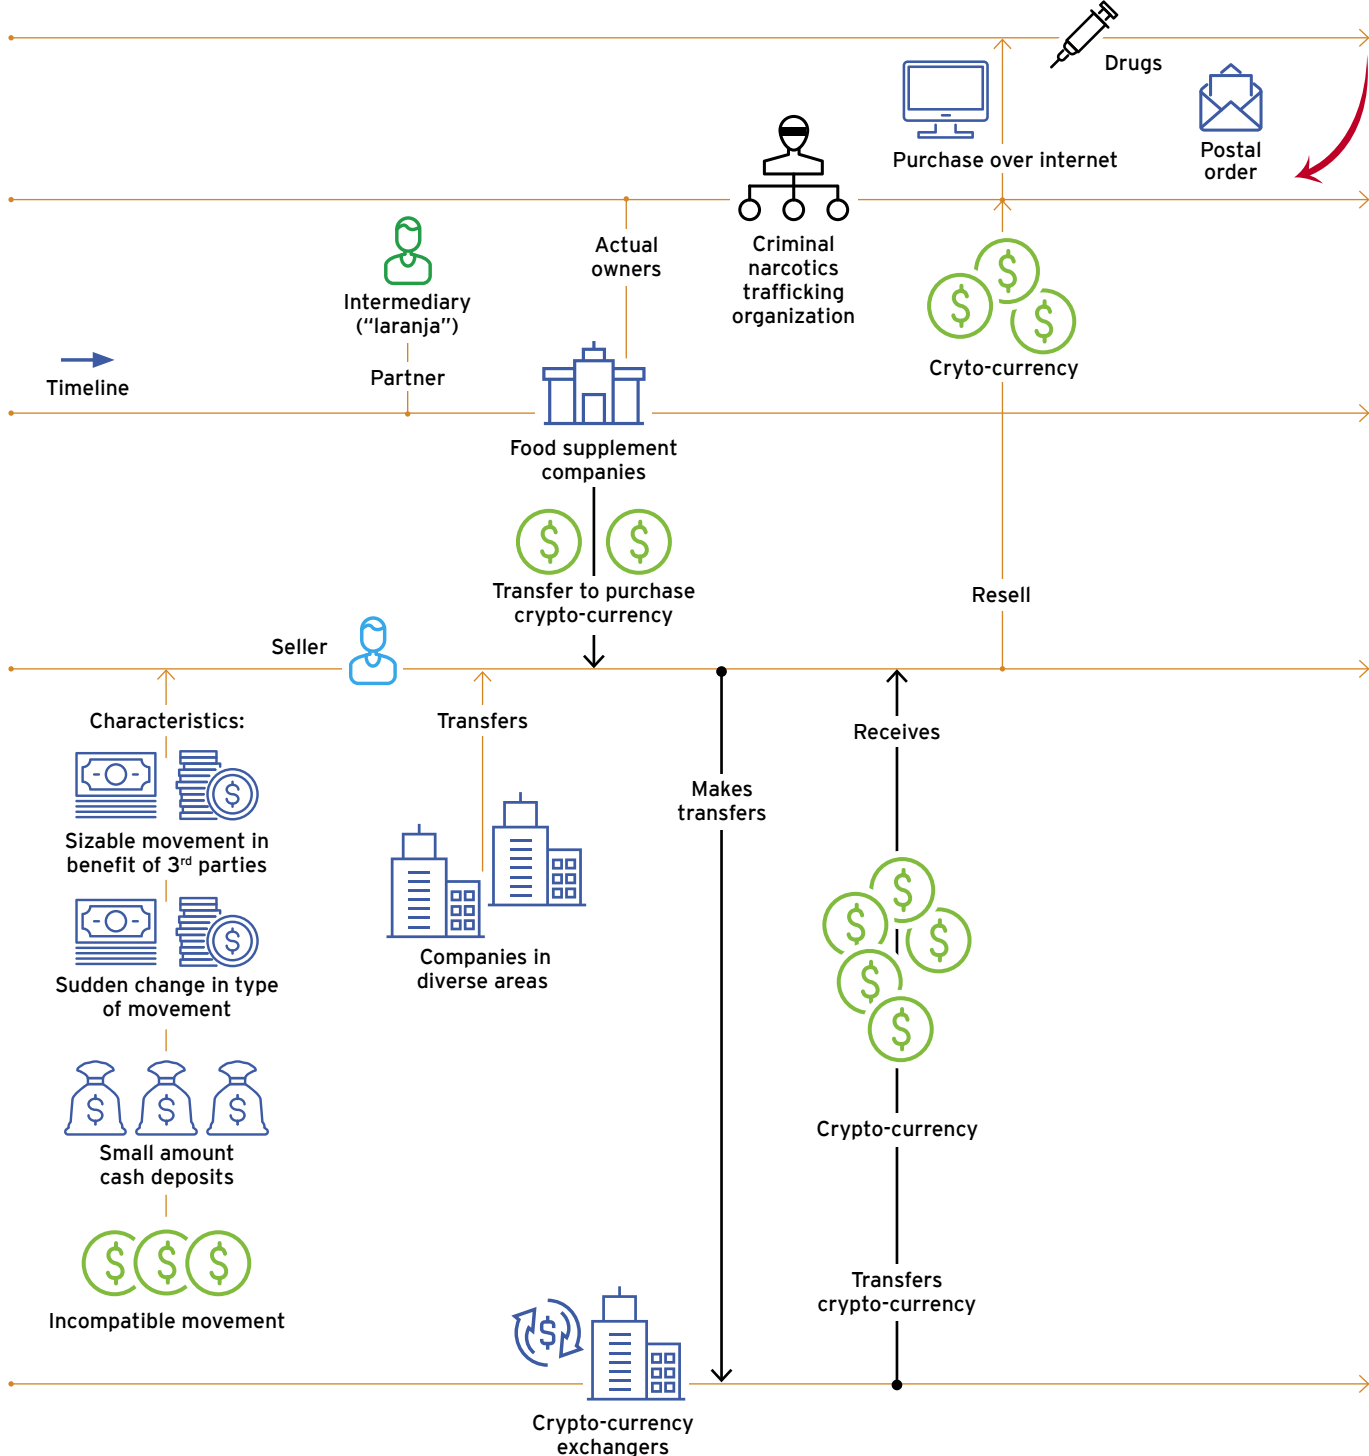 Drugs
Purchase over internet
Postal
order
Actual
owners
Criminal
narcotics
trafficking
organization
Intermediary
(“laranja”)
Partner
Timeline
Cryto-currency
Food supplement
companies
Transfer to purchase
crypto-currency
Resell
Seller
Characteristics:
Transfers
Receives
Makes
transfers
Sizable movement in
benefit of 3rd parties
Companies in
diverse areas
Sudden change in type
of movement
Small amount
cash deposits
Crypto-currency
Incompatible movement
Transfers
crypto-currency
Crypto-currency
exchangers